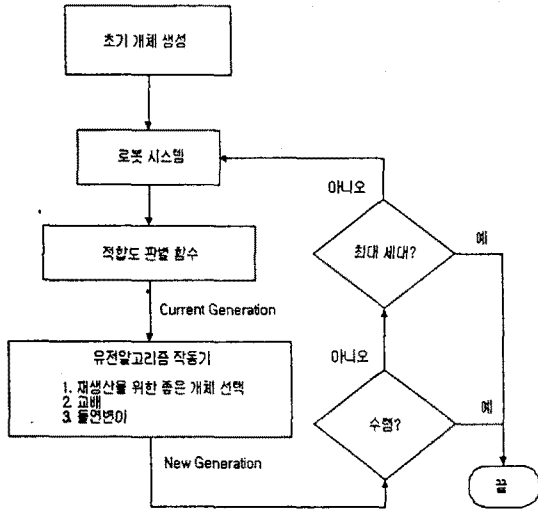 초기 개체 생성
로봇 시스템
적합도 판별 함수
Current Generation
유전알고리즘 작동기
1. 재생산를 위한 좋은 개체 선택
2. 교배
3. 돌연변이
New Generation
수렴?
아니오
예
최대 세대?
아니오
예
끝